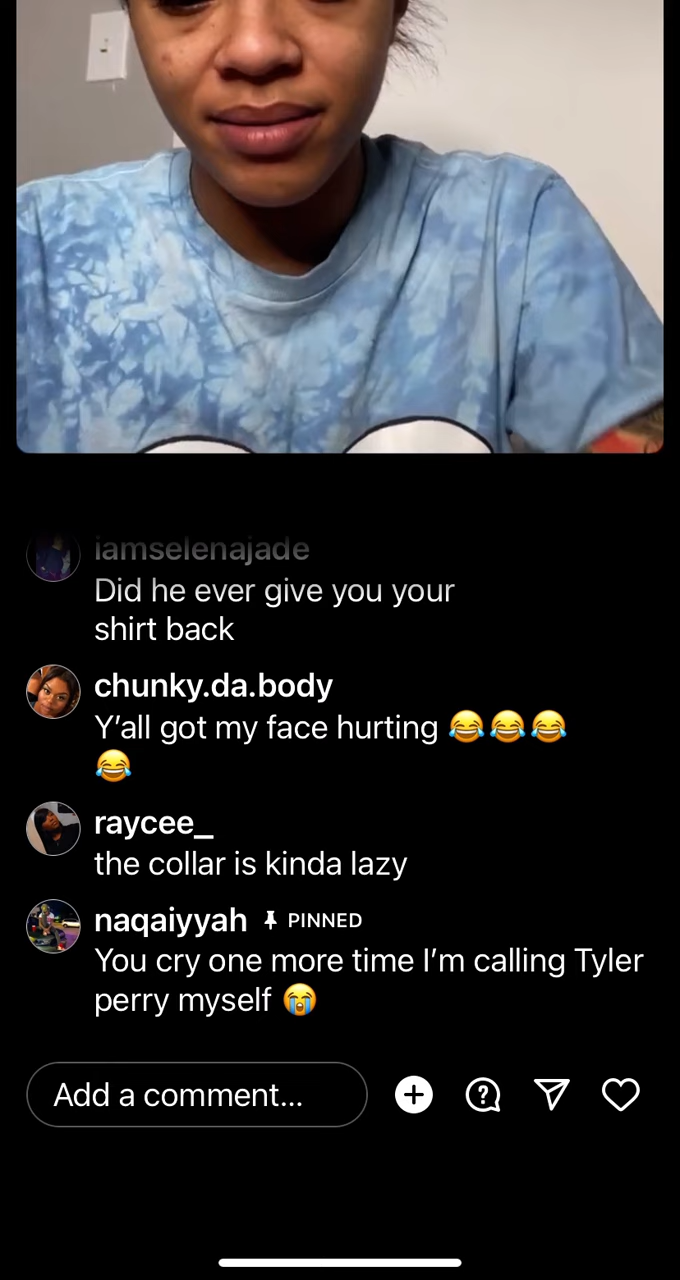 iamselenajade
Did he ever give you your
shirt back
chunky.da.body
Y’all got my face hurting 😂😂😂
😂
raycee_
the collar is kinda lazy
naqaiyyah PINNED
You cry one more time I’m calling Tyler
perry myself 😭
Add a comment...